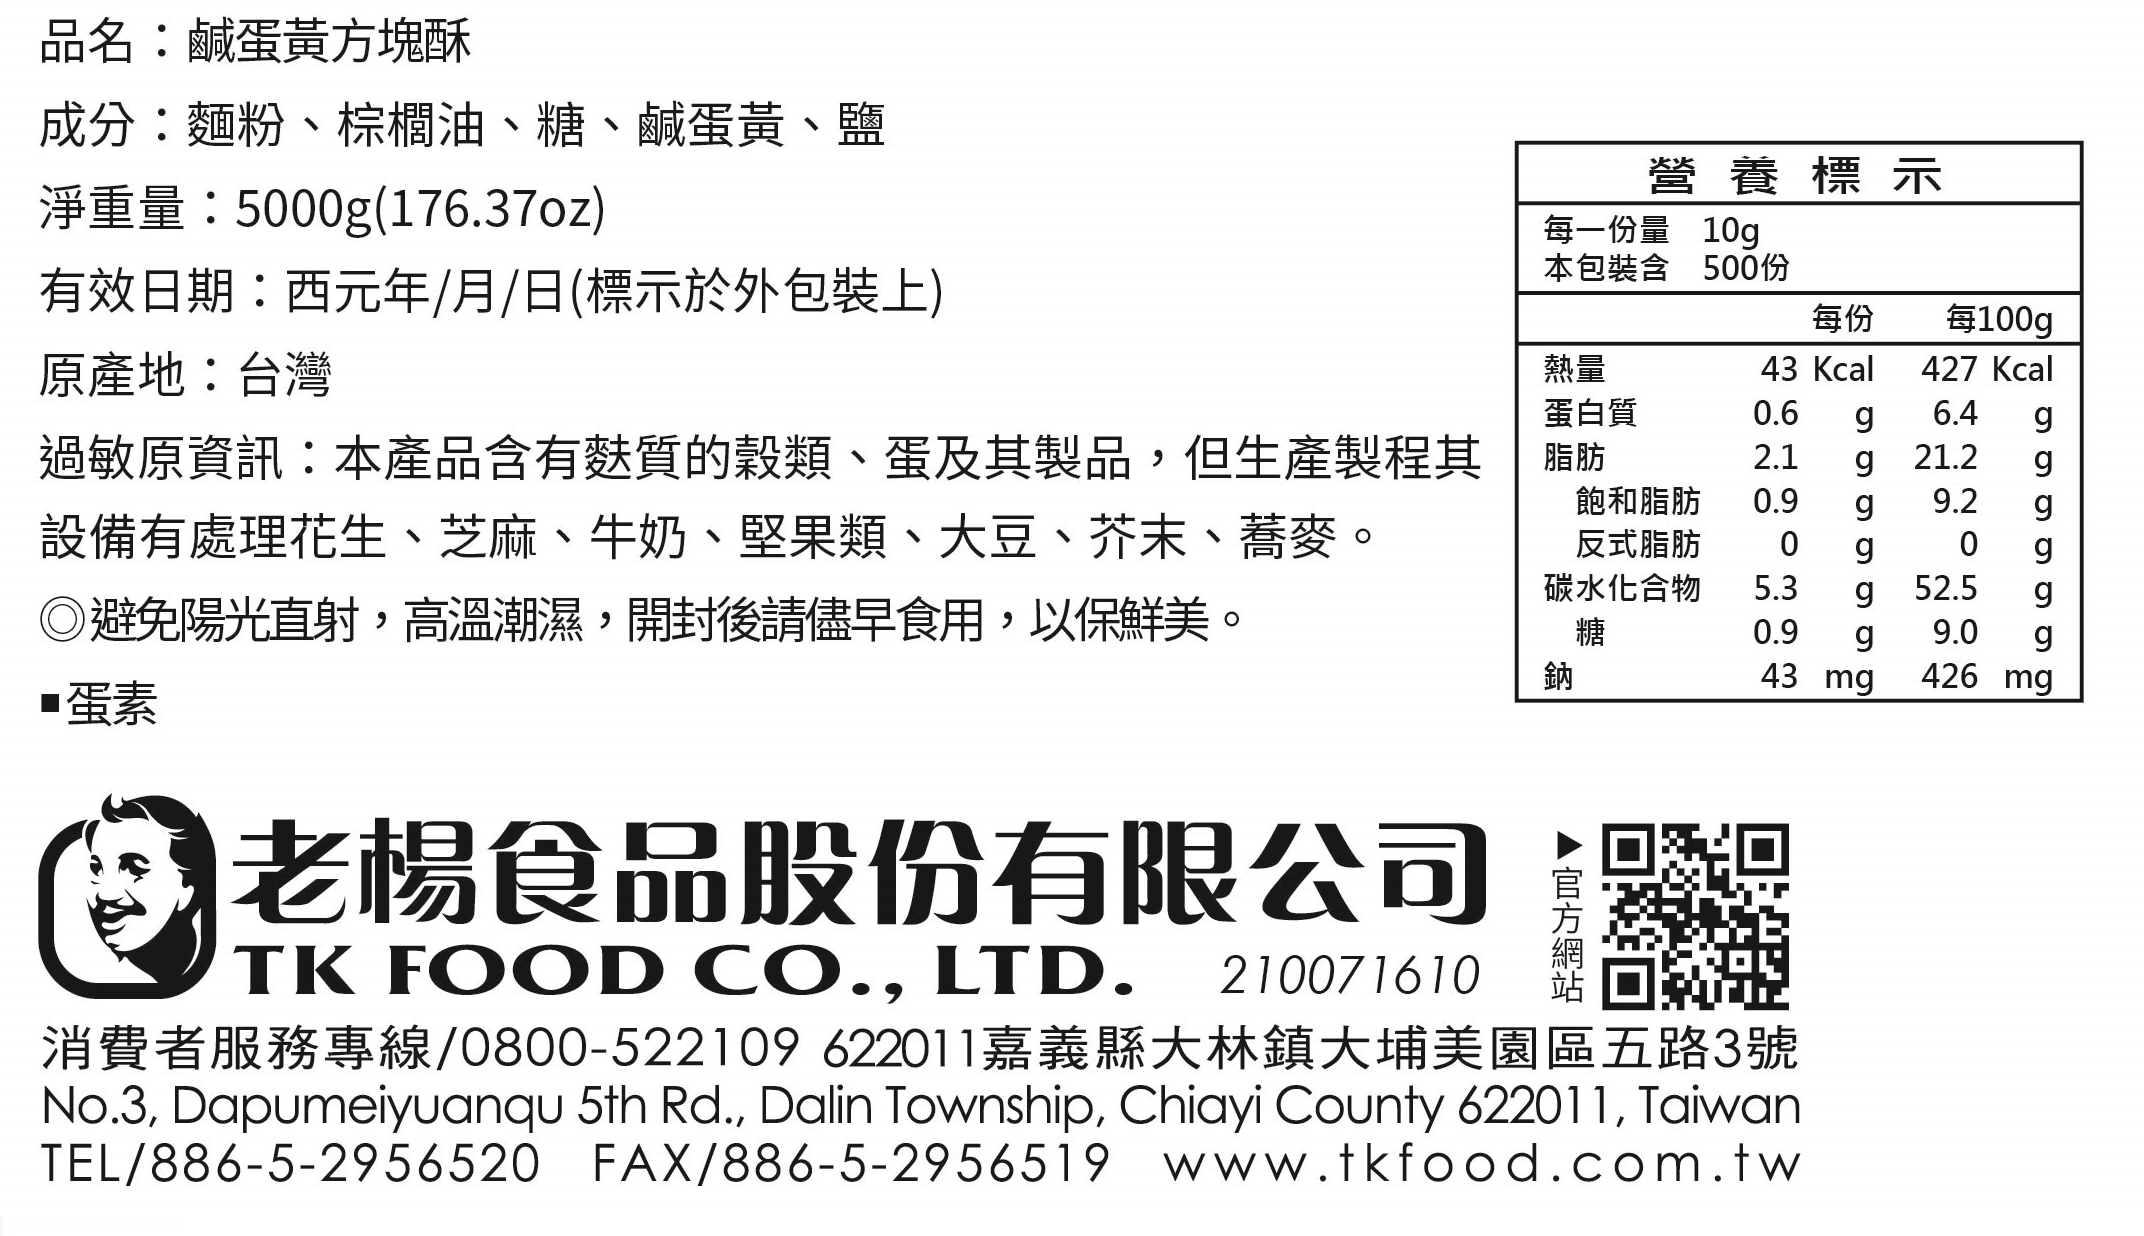 品名：鹹蛋黃方塊酥
成分：麵粉、棕櫚油、糖、鹹蛋黃、鹽
淨重量：5000g(176.37oz)
有效日期：西元年/月/日(標示於外包裝上)
原產地：台灣
過敏原資訊：本產品含有麩質的穀類、蛋及其製品，但生產製程其
設備有處理花生、芝麻、牛奶、堅果類、大豆、芥末、蕎麥。
◎避免陽光直射，高溫潮濕，開封後請儘早食用，以保鮮美。
■蛋素
營養標示
每一份量 10g
本包裝含 500份
每份 每100g
熱量 43 Kcal 427 Kcal
蛋白質 0.6 g 6.4 g
脂肪 2.1 g 21.2 g
飽和脂肪 0.9 g 9.2 g
反式脂肪 0 g 0 g
碳水化合物 5.3 g 52.5 g
糖 0.9 g 9.0 g
鈉 43 mg 426 mg
老楊食品股份有限公司
TK FOOD CO., LTD. 210071610
▶官方網站
消費者服務專線/0800-522109 622011嘉義縣大林鎮大埔美園區五路3號
No.3, Dapumeiyuanqu 5th Rd., Dalin Township, Chiayi County 622011, Taiwan
TEL/886-5-2956520 FAX/886-5-2956519 www.tkfood.com.tw